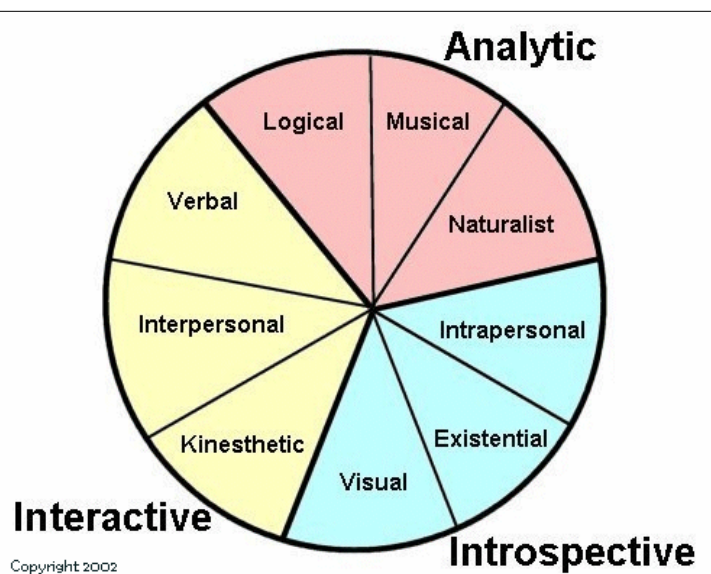 Analytic
Logical
Musical
Naturalist
Verbal
Interpersonal
Kinesthetic
Intrapersonal
Existential
Visual
Interactive
Introspective
Copyright 2002